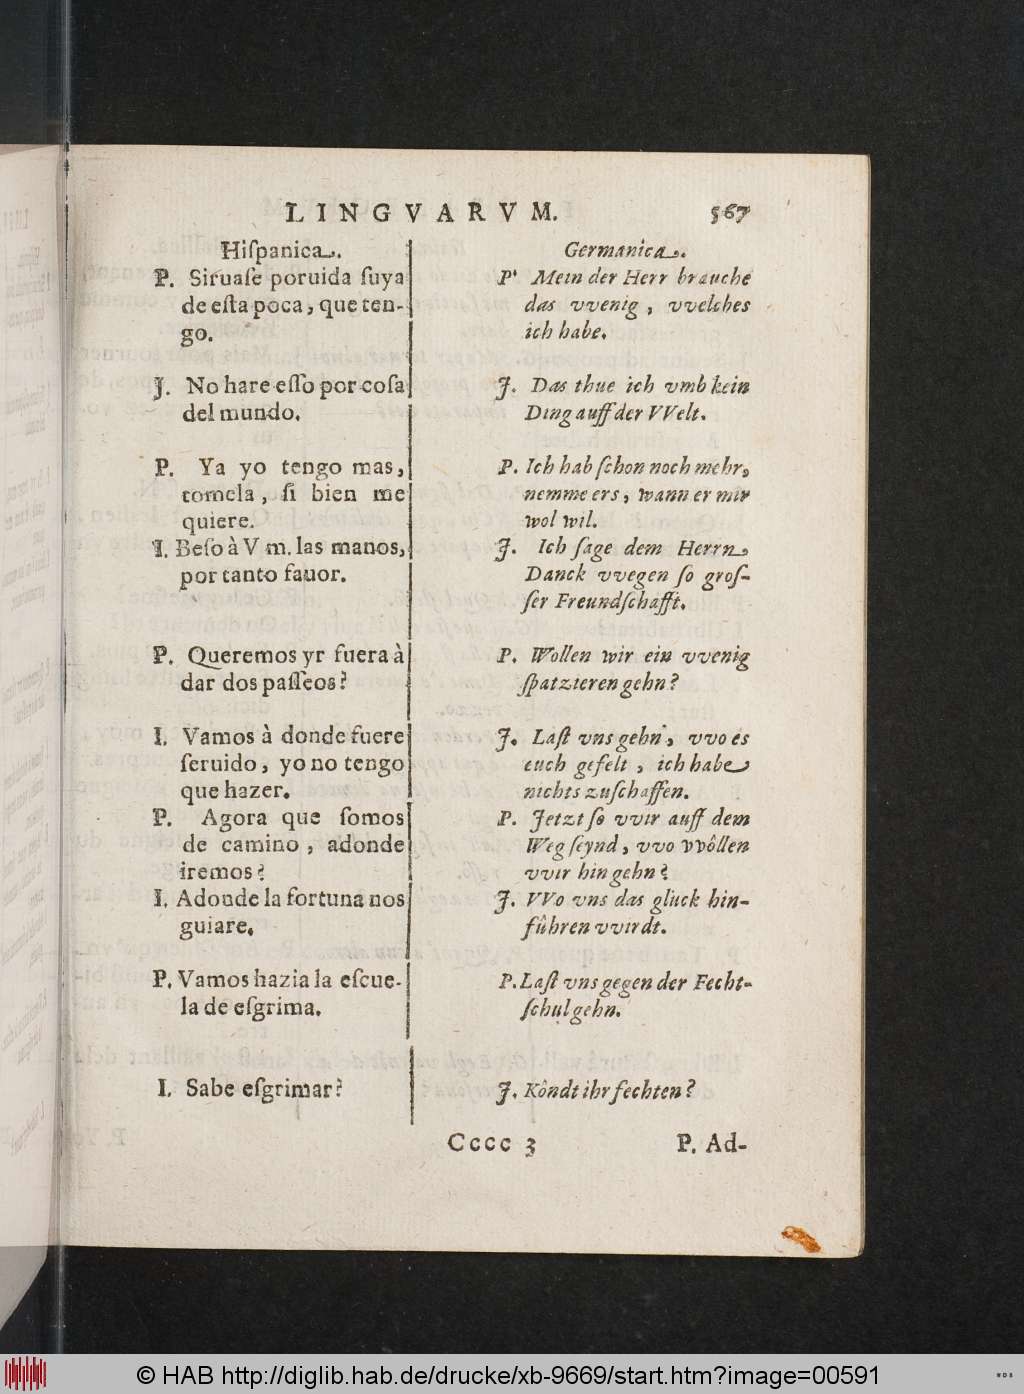 LINGVARVM. 567
Hiſpanica.
P. Siruaſe poruida ſuya
de eſta poca, que ten-
go.
J. No hare eſſo por coſa
del mundo.
P. Ya yo tengo mas,
tomela, ſi bien me
quiere.
I. Beſo à V m. las manos,
por tanto fauor.
P. Queremos yr fuera à
dar dos paſſeos?
I. Vamos à donde fuere
ſeruido, yo no tengo
que hazer.
P. Agora que ſomos
de camino, adonde
iremos?
I. Adonde la fortuna nos
guiare.
P. Vamos hazia la eſcue-
la de eſgrima.
I. Sabe eſgrimar?
Germanica.
P' Mein der Herr brauche
das vvenig, vvelches
ich habe.
J. Das thue ich vmb kein
Ding auff der VVelt.
P. Ich hab ſchon noch mehr,
nemme ers, wann er mir
wol wil.
J. Ich ſage dem Herrn,
Danck vvegen ſo groſ-
ſer Freundſchafft.
P. Wollen wir ein vvenig
ſpatzieren gehn?
J. Laſt vns gehn, vvo es
euch gefelt, ich habe
nichts zuſchaffen.
P. Jetzt ſo vvir auff dem
Weg ſeynd, vvo vvôllen
vvir hin gehn?
J. VVo vns das gluck hin-
fûhren vvirdt.
P. Laſt vns gegen der Fecht-
ſchul gehn.
J. Kôndt ihr fechten?
Cccc 3 P. Ad-
© HAB http://diglib.hab.de/drucke/xb-9669/start.htm?image=00591